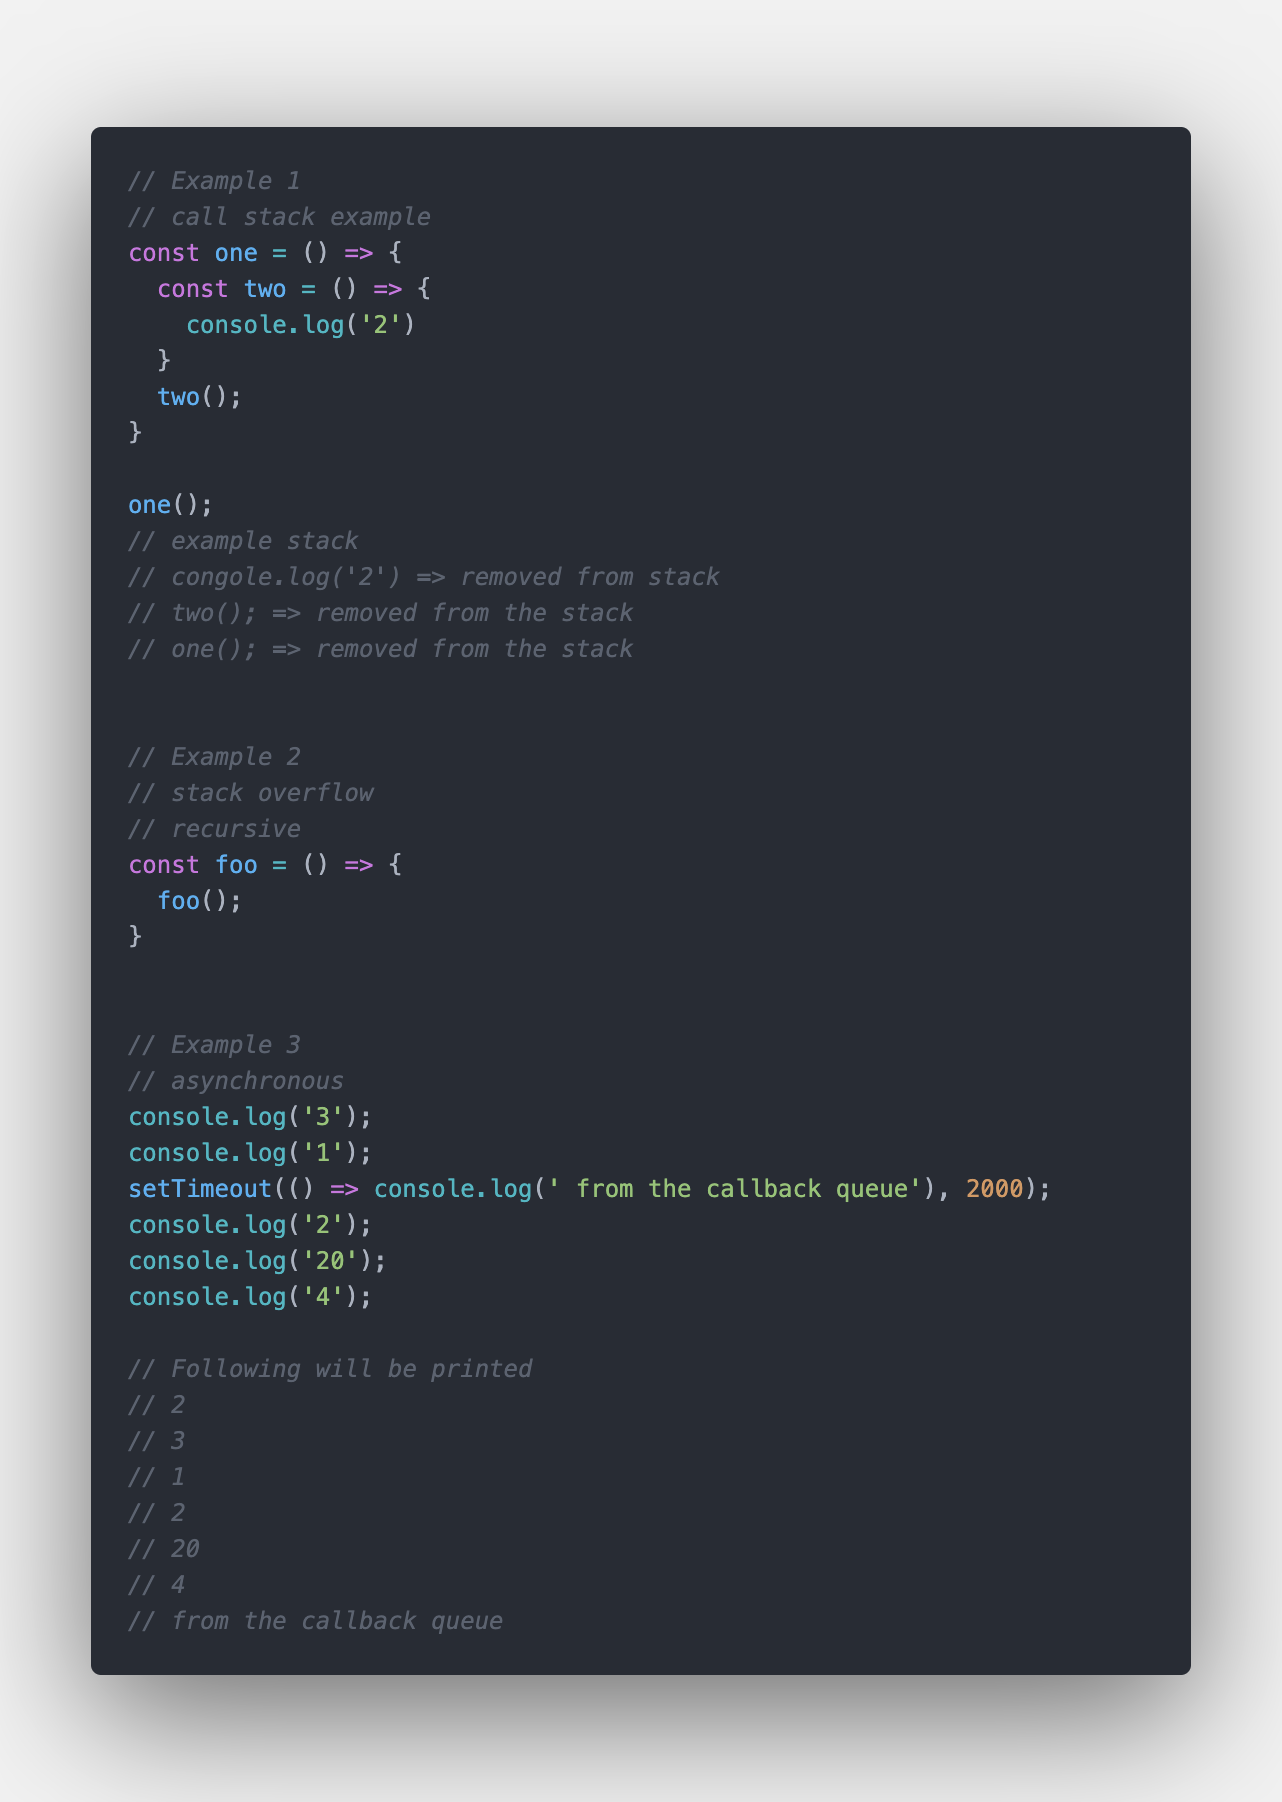 // Example 1
// call stack example
const one = () => {
  const two = () => {
    console.log('2')
  }
  two();
}

one();
// example stack
// congole.log('2') => removed from stack
// two(); => removed from the stack
// one(); => removed from the stack


// Example 2
// stack overflow
// recursive
const foo = () => {
  foo();
}


// Example 3
// asynchronous
console.log('3');
console.log('1');
setTimeout(() => console.log(' from the callback queue'), 2000);
console.log('2');
console.log('20');
console.log('4');

// Following will be printed
// 2
// 3
// 1
// 2
// 20
// 4
// from the callback queue